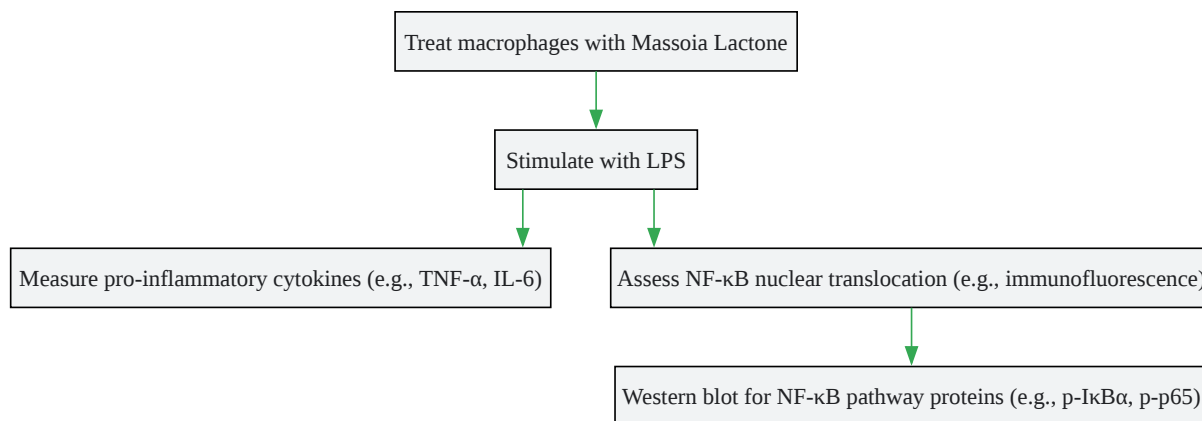 Treat macrophages with Massoia Lactone
Stimulate with LPS
Measure pro-inflammatory cytokines (e.g., TNF-α, IL-6)
Assess NF-κB nuclear translocation (e.g., immunofluorescence)
Western blot for NF-κB pathway proteins (e.g., p-IκBα, p-p65)